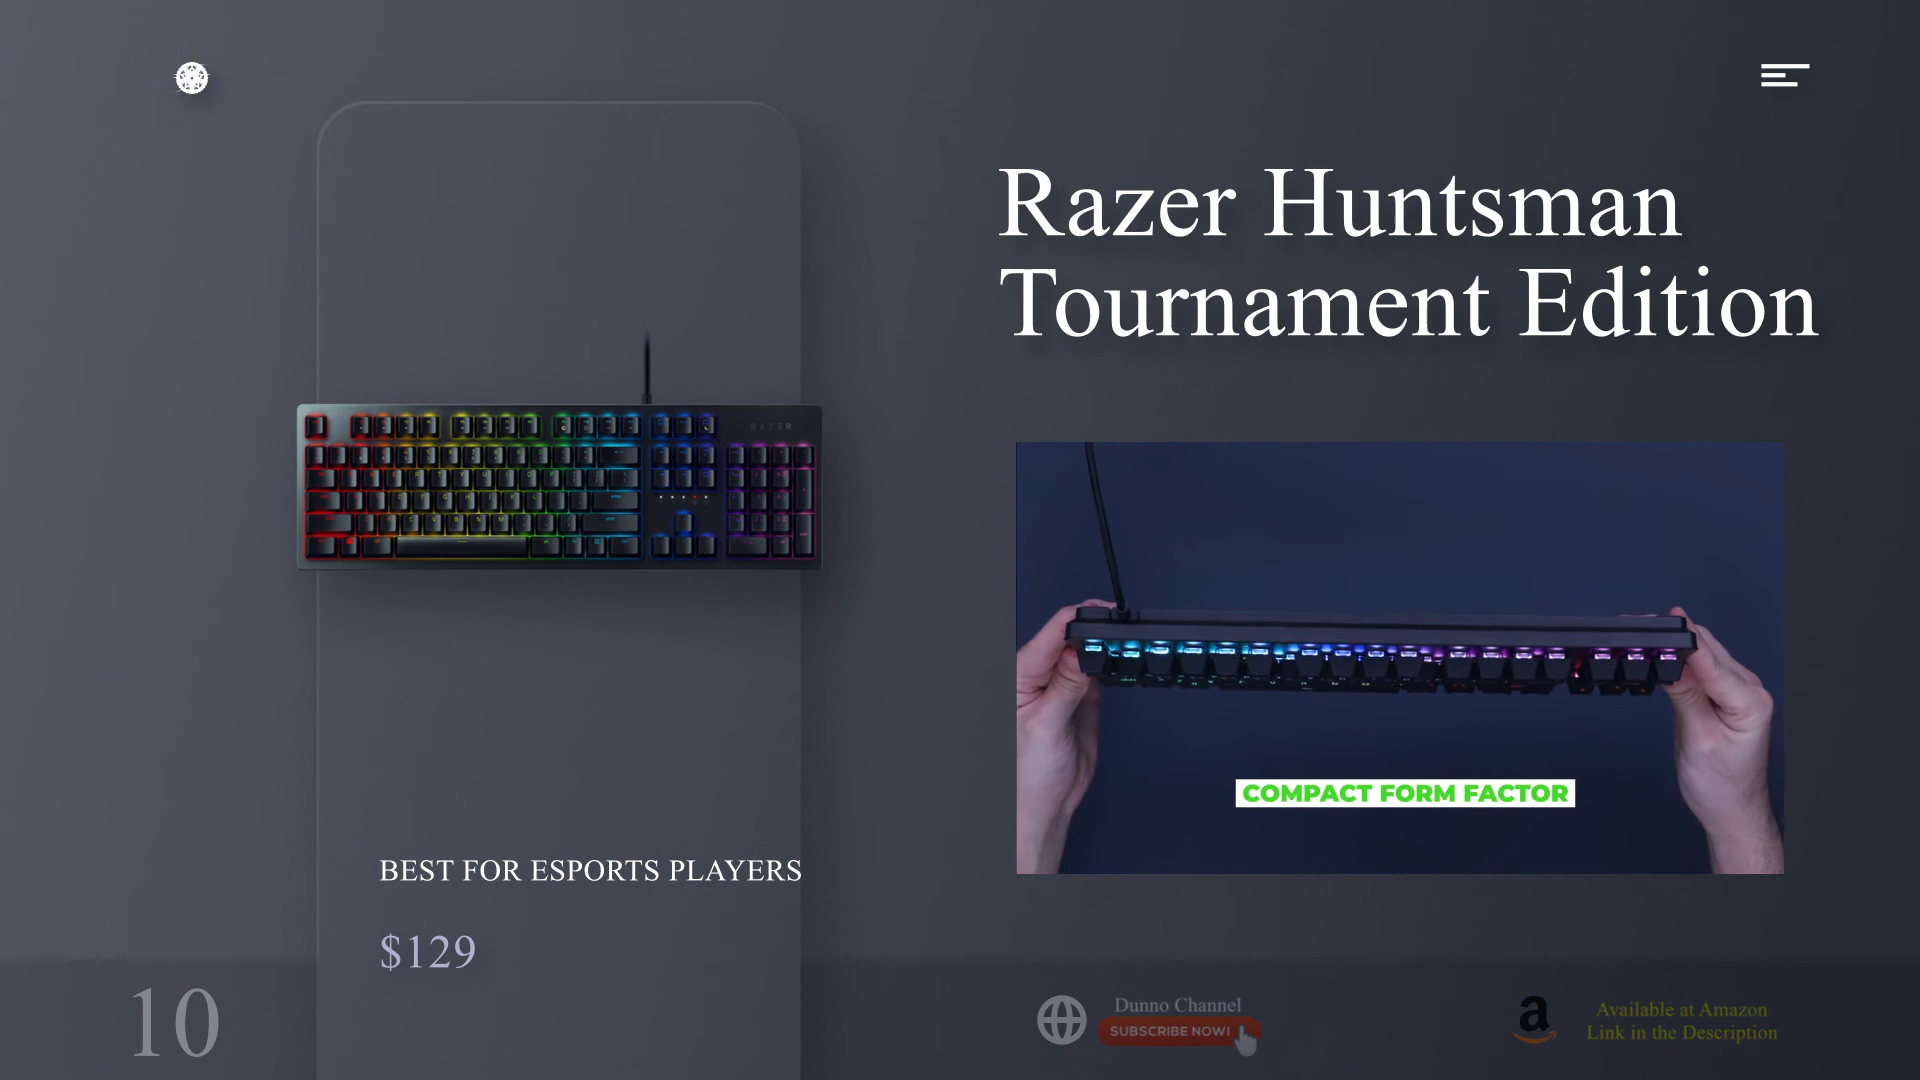 Razer Huntsman
Tournament Edition
RAZER
COMPACT FORM FACTOR
BEST FOR ESPORTS PLAYERS
$129
10
Dunno Channel
SUBSCRIBE NOW!
a
Available at Amazon
Link in the Description